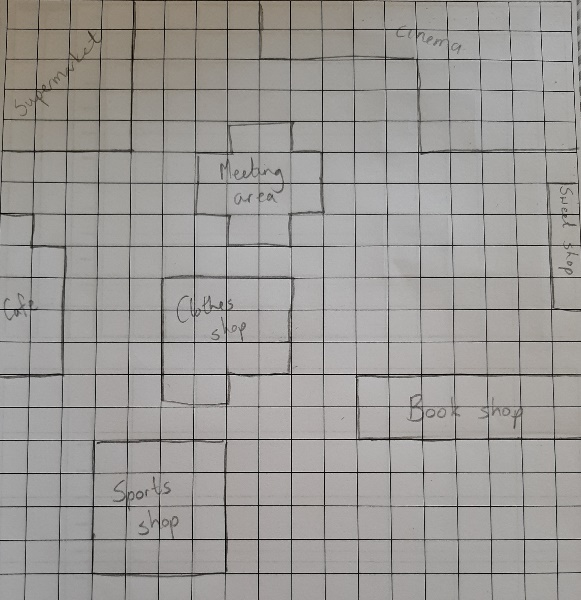 Supermarket
Cinema
Meeting
area
Sweet shop
Cafe
Clothes
shop
Book shop
Sports
shop